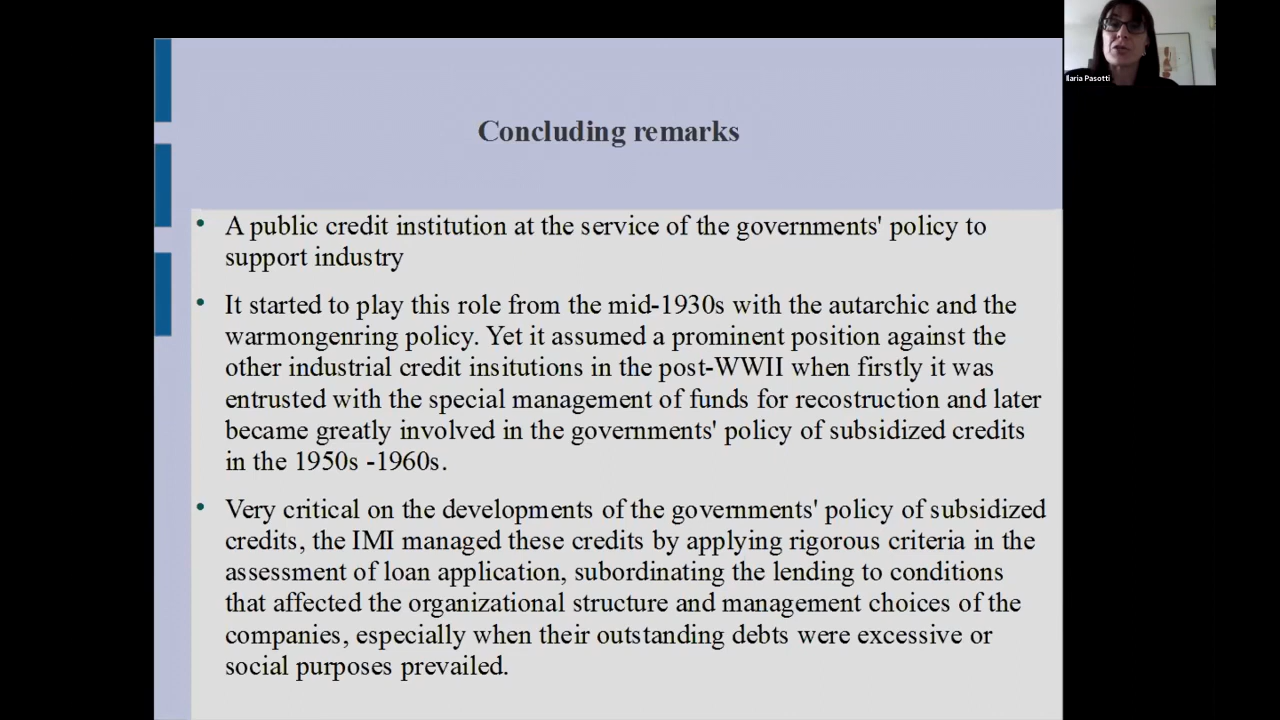 Concluding remarks
Ilaria Pasotti
• A public credit institution at the service of the governments' policy to
support industry
• It started to play this role from the mid-1930s with the autarchic and the
warmongenring policy. Yet it assumed a prominent position against the
other industrial credit insitutions in the post-WWII when firstly it was
entrusted with the special management of funds for recostruction and later
became greatly involved in the governments' policy of subsidized credits
in the 1950s -1960s.
• Very critical on the developments of the governments' policy of subsidized
credits, the IMI managed these credits by applying rigorous criteria in the
assessment of loan application, subordinating the lending to conditions
that affected the organizational structure and management choices of the
companies, especially when their outstanding debts were excessive or
social purposes prevailed.